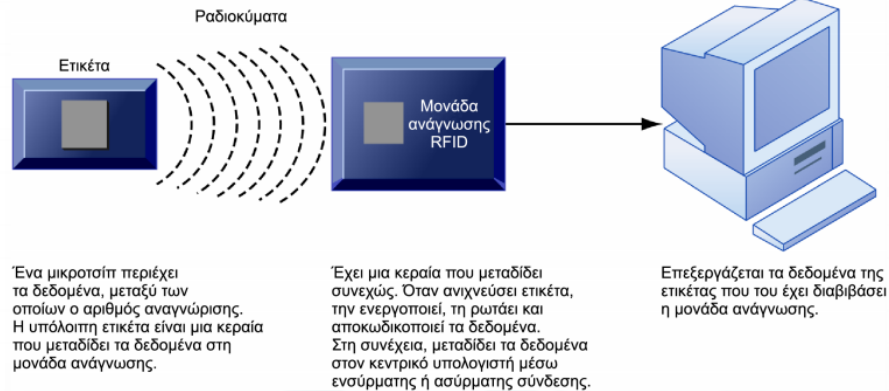 Ραδιοκύματα
Ετικέτα
Μονάδα
ανάγνωσης
RFID
Ένα μικροτσίπ περιέχει
τα δεδομένα, μεταξύ των
οποίων ο αριθμός αναγνώρισης.
Η υπόλοιπη ετικέτα είναι μια κεραία
που μεταδίδει τα δεδομένα στη
μονάδα ανάγνωσης.
Έχει μια κεραία που μεταδίδει
συνεχώς. Όταν ανιχνεύσει ετικέτα,
την ενεργοποιεί, τη ρωτάει και
αποκωδικοποιεί τα δεδομένα.
Στη συνέχεια, μεταδίδει τα δεδομένα
στον κεντρικό υπολογιστή μέσω
ενσύρματης ή ασύρματης σύνδεσης.
Επεξεργάζεται τα δεδομένα της
ετικέτας που του έχει διαβιβάσει
η μονάδα ανάγνωσης.